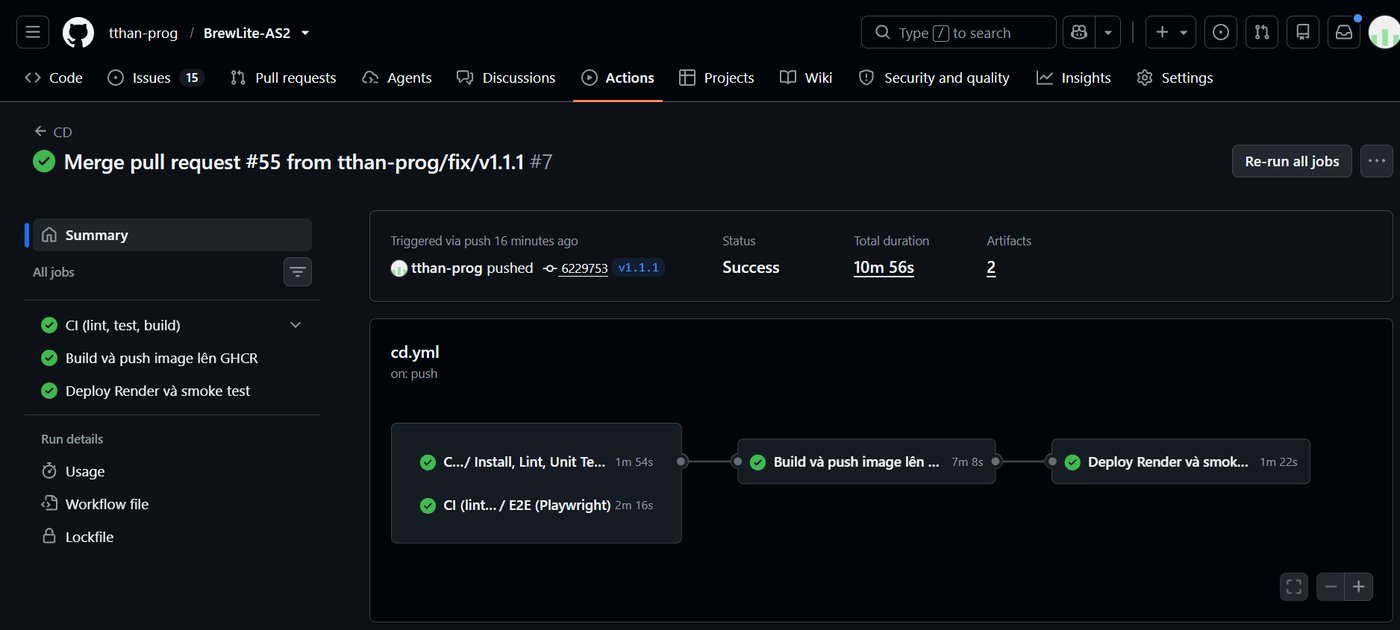 tthan-prog / BrewLite-AS2
Type / to search
Code Issues 15 Pull requests Agents Discussions Actions Projects Wiki Security and quality Insights Settings
CD
Merge pull request #55 from tthan-prog/fix/v1.1.1 #7
Re-run all jobs
Summary
All jobs
CI (lint, test, build)
Build và push image lên GHCR
Deploy Render và smoke test
Run details
Usage
Workflow file
Lockfile
Triggered via push 16 minutes ago
tthan-prog pushed 6229753 v1.1.1
Status
Success
Total duration
10m 56s
Artifacts
2
cd.yml
on: push
C.../ Install, Lint, Unit Te... 1m 54s
CI (lint... / E2E (Playwright) 2m 16s
Build và push image lên ... 7m 8s
Deploy Render và smok... 1m 22s